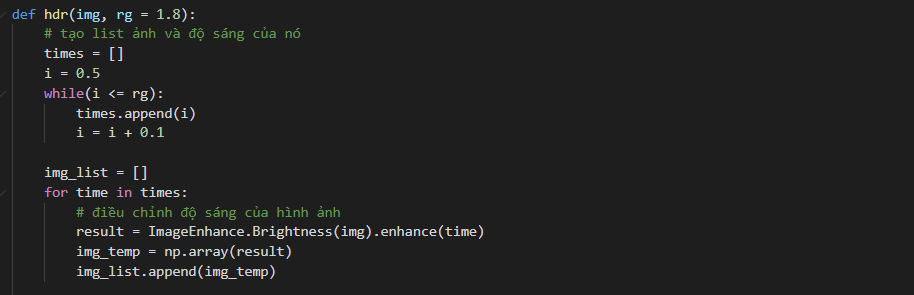 def hdr(img, rg = 1.8):
    # tạo list ảnh và độ sáng của nó
    times = []
    i = 0.5
    while(i <= rg):
        times.append(i)
        i = i + 0.1

    img_list = []
    for time in times:
        # điều chỉnh độ sáng của hình ảnh
        result = ImageEnhance.Brightness(img).enhance(time)
        img_temp = np.array(result)
        img_list.append(img_temp)